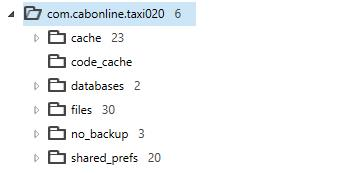 com.cabonline.taxi020 6
cache 23
code_cache
databases 2
files 30
no_backup 3
shared_prefs 20